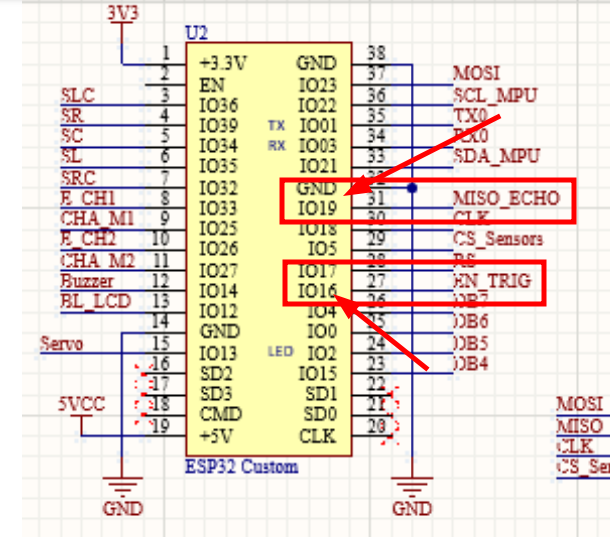 3V3
U2
1 +3.3V GND 38
2 EN IO23 37 MOSI
SLC 3 IO36 IO22 36 SCL_MPU
SR 4 IO39 TX IO01 35 TX0
SC 5 IO34 RX IO03 34 RX0
SL 6 IO35 IO21 33 SDA_MPU
SRC 7 IO32 GND 32
E_CH1 8 IO33 IO19 31 MISO_ECHO
CHA_M1 9 IO25 IO18 30 CLK
E_CH2 10 IO26 IO5 29 CS_Sensors
CHA_M2 11 IO27 IO17 28 RS
Buzzer 12 IO14 IO16 27 EN_TRIG
BL_LCD 13 IO12 IO4 26 DB7
14 GND IO0 25 DB6
Servo 15 IO13 LED IO2 24 DB5
16 SD2 IO15 23 DB4
17 SD3 SD1 22
5VCC 18 CMD SD0 21 MOSI
19 +5V CLK 20 MISO
ESP32 Custom CLK
GND GND